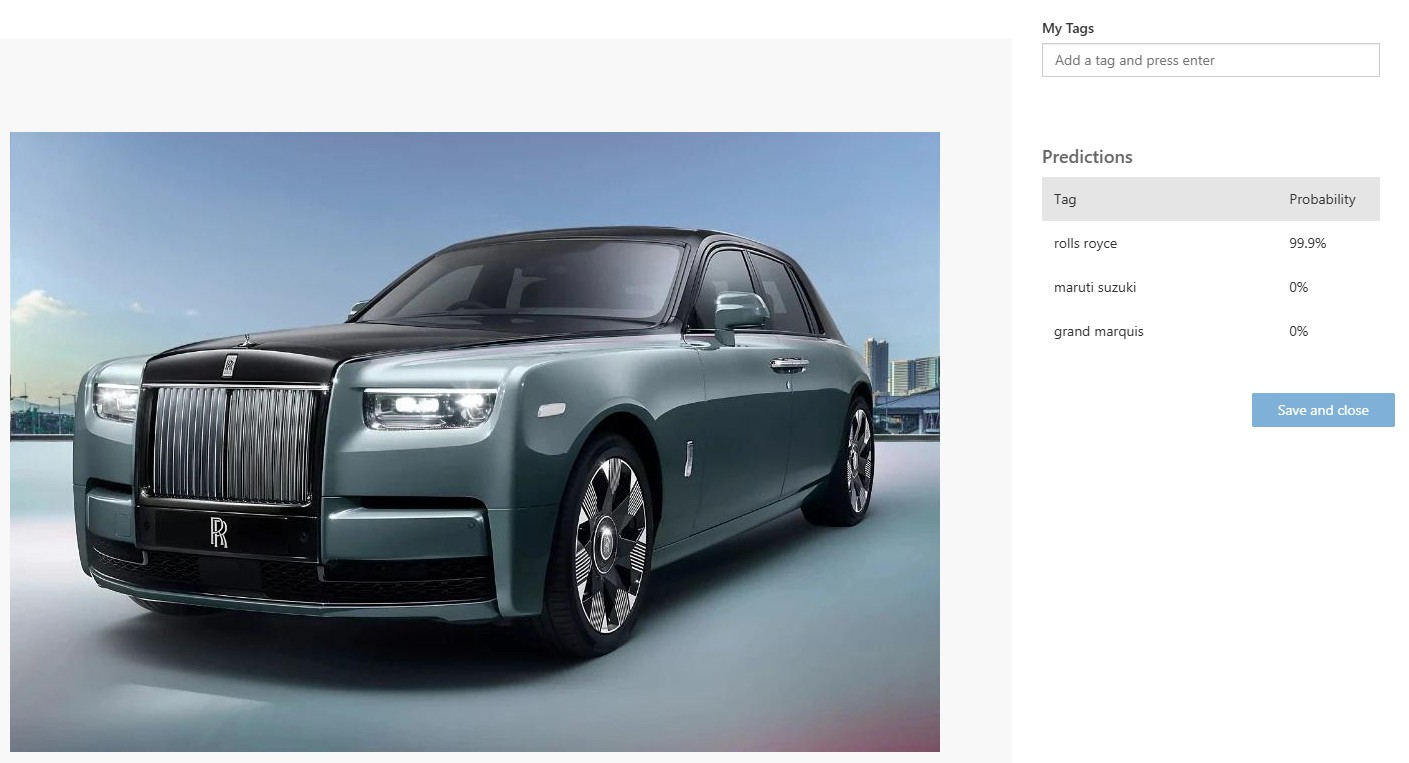 My Tags
Add a tag and press enter
Predictions
Tag Probability
rolls royce 99.9%
maruti suzuki 0%
grand marquis 0%
Save and close
RR
RR